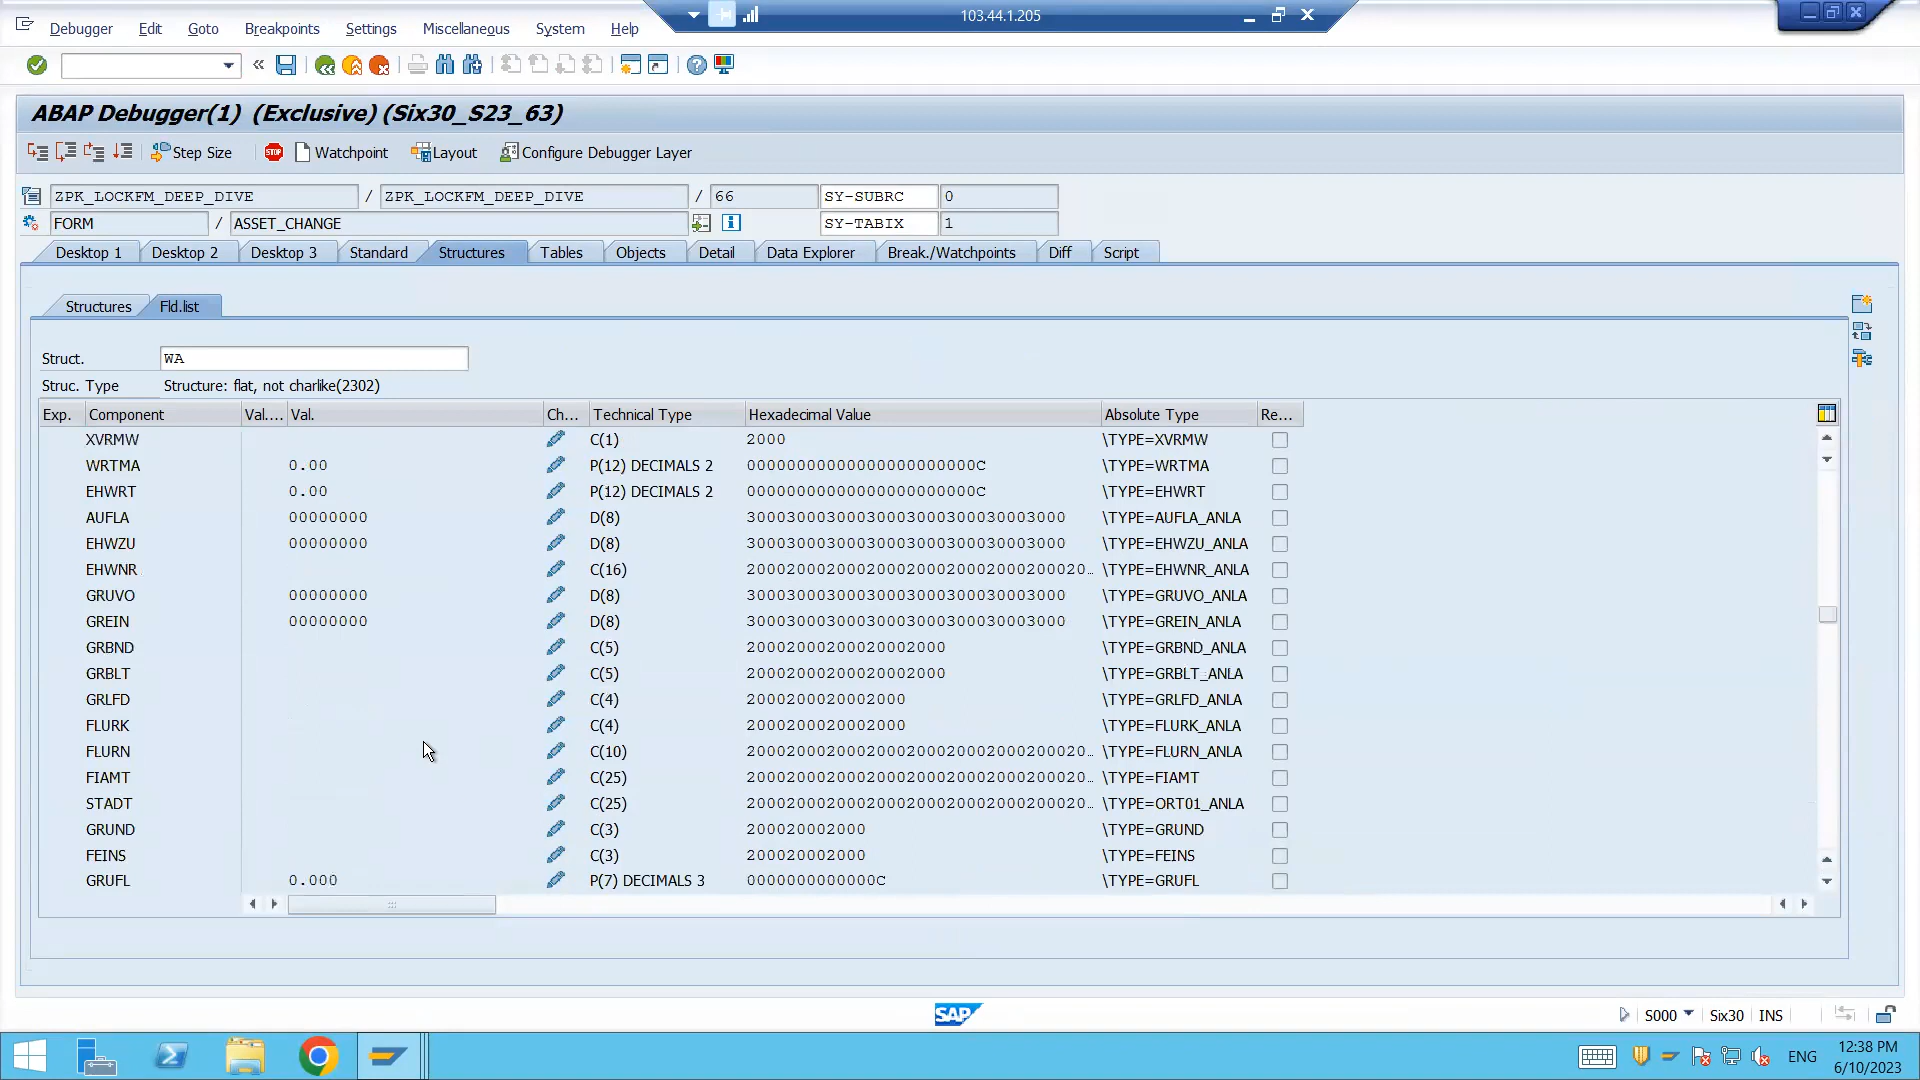 103.44.1.205
Debugger Edit Goto Breakpoints Settings Miscellaneous System Help
ABAP Debugger(1) (Exclusive) (Six30_S23_63)
Step Size STOP Watchpoint Layout Configure Debugger Layer
ZPK_LOCKFM_DEEP_DIVE / ZPK_LOCKFM_DEEP_DIVE / 66 SY-SUBRC 0
FORM / ASSET_CHANGE SY-TABIX 1
Desktop 1 Desktop 2 Desktop 3 Standard Structures Tables Objects Detail Data Explorer Break./Watchpoints Diff Script
Structures Fld.list
Struct. WA
Struc. Type Structure: flat, not charlike(2302)
Exp. Component Val.... Val. Ch... Technical Type Hexadecimal Value Absolute Type Re...
XVRMW C(1) 2000 \TYPE=XVRMW
WRTMA 0.00 P(12) DECIMALS 2 00000000000000000000000C \TYPE=WRTMA
EHWRT 0.00 P(12) DECIMALS 2 00000000000000000000000C \TYPE=EHWRT
AUFLA 00000000 D(8) 30003000300030003000300030003000 \TYPE=AUFLA_ANLA
EHWZU 00000000 D(8) 30003000300030003000300030003000 \TYPE=EHWZU_ANLA
EHWNR C(16) 2000200020002000200020002000200020... \TYPE=EHWNR_ANLA
GRUVO 00000000 D(8) 30003000300030003000300030003000 \TYPE=GRUVO_ANLA
GREIN 00000000 D(8) 30003000300030003000300030003000 \TYPE=GREIN_ANLA
GRBND C(5) 20002000200020002000 \TYPE=GRBND_ANLA
GRBLT C(5) 20002000200020002000 \TYPE=GRBLT_ANLA
GRLFD C(4) 2000200020002000 \TYPE=GRLFD_ANLA
FLURK C(4) 2000200020002000 \TYPE=FLURK_ANLA
FLURN C(10) 2000200020002000200020002000200020... \TYPE=FLURN_ANLA
FIAMT C(25) 2000200020002000200020002000200020... \TYPE=FIAMT
STADT C(25) 2000200020002000200020002000200020... \TYPE=ORT01_ANLA
GRUND C(3) 200020002000 \TYPE=GRUND
FEINS C(3) 200020002000 \TYPE=FEINS
GRUFL 0.000 P(7) DECIMALS 3 0000000000000C \TYPE=GRUFL
SAP S000 Six30 INS
ENG 12:38 PM
6/10/2023